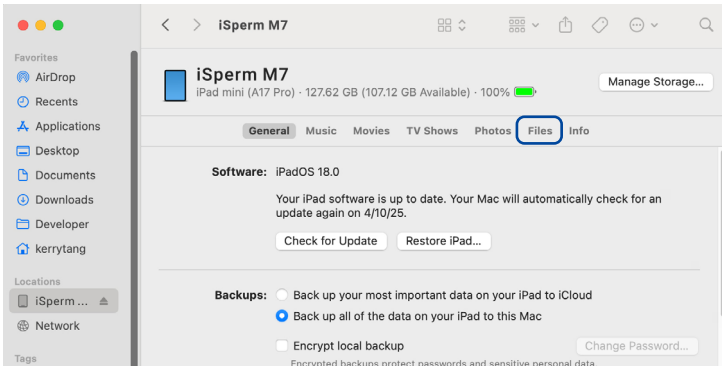 iSperm M7
Favorites
AirDrop
Recents
Applications
Desktop
Documents
Downloads
Developer
kerrytang
Locations
iSperm ...
Network
Tags
iSperm M7
iPad mini (A17 Pro) · 127.62 GB (107.12 GB Available) · 100%
Manage Storage...
General Music Movies TV Shows Photos Files Info
Software: iPadOS 18.0
Your iPad software is up to date. Your Mac will automatically check for an
update again on 4/10/25.
Check for Update Restore iPad...
Backups: Back up your most important data on your iPad to iCloud
Back up all of the data on your iPad to this Mac
Encrypt local backup Change Password...
Encrypted backups protect passwords and sensitive personal data.